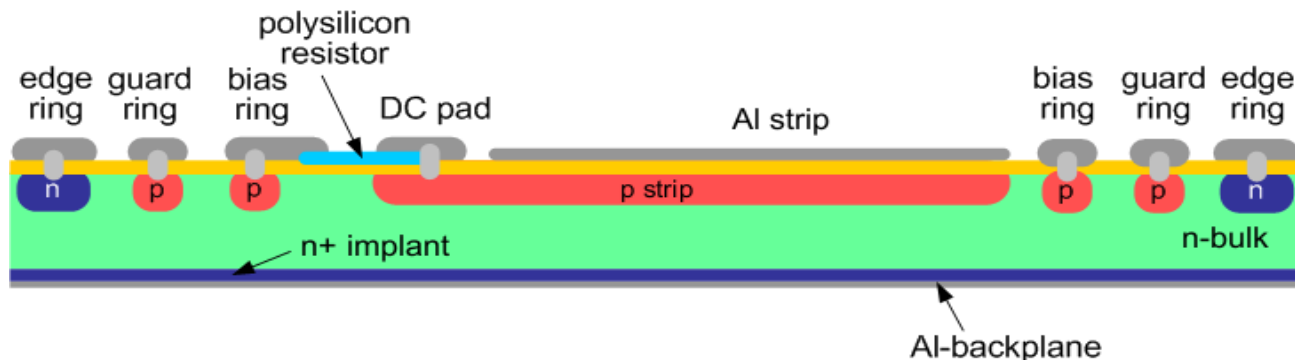 polysilicon
resistor
edge
ring
guard
ring
bias
ring
DC pad
Al strip
bias
ring
guard
ring
edge
ring
n
p
p
p strip
p
p
n
n+ implant
n-bulk
Al-backplane